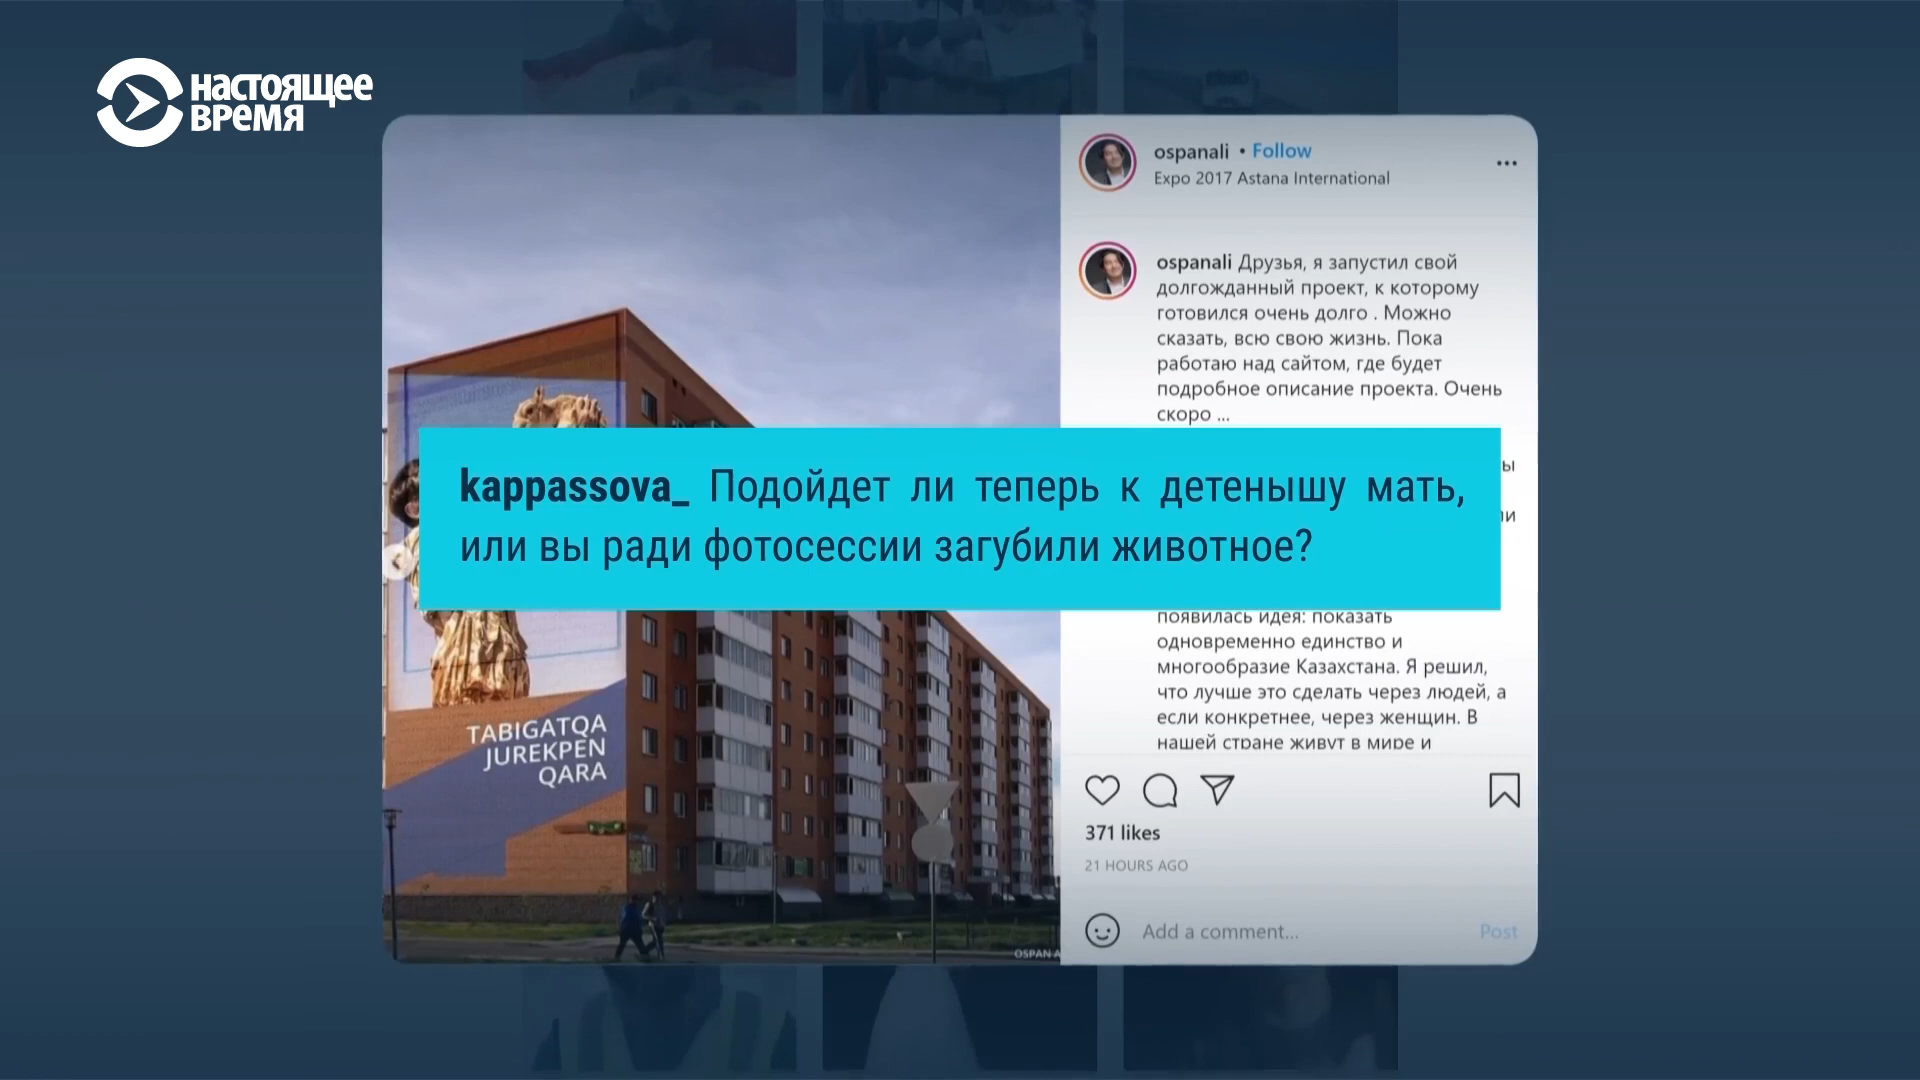 НАСТОЯЩЕЕ
ВРЕМЯ
ospanali • Follow
Expo 2017 Astana International
ospanali Друзья, я запустил свой
долгожданный проект, к которому
готовился очень долго . Можно
сказать, всю свою жизнь. Пока
работаю над сайтом, где будет
подробное описание проекта. Очень
скоро ...
kappassova_ Подойдет ли теперь к детенышу мать,
или вы ради фотосессии загубили животное?
появилась идея: показать
одновременно единство и
многообразие Казахстана. Я решил,
что лучше это сделать через людей, а
если конкретнее, через женщин. В
нашей стране живут в мире и
TABIGATQA
JUREKPEN
QARA
OSPAN A
371 likes
21 HOURS AGO
Add a comment...
Post